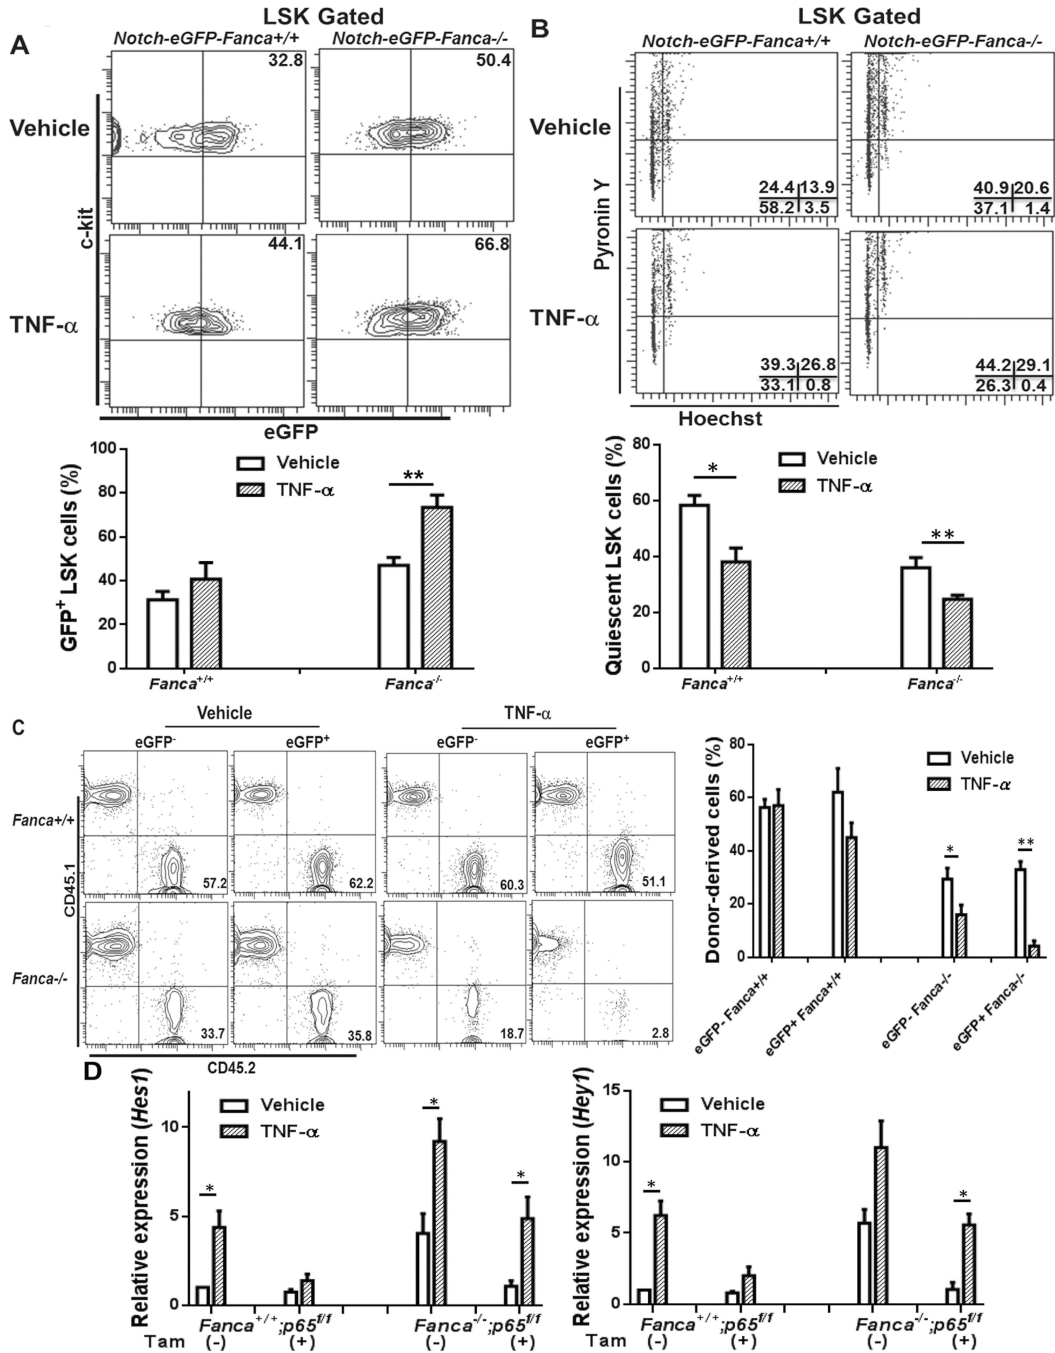 A
LSK Gated
Notch-eGFP-Fanca+/+ Notch-eGFP-Fanca-/-
32.8 50.4
Vehicle
c-kit
44.1 66.8
TNF-α
eGFP
GFP⁺ LSK cells (%)
100
80
60
40
20
0
Vehicle
TNF-α
**
Fanca⁺/⁺ Fanca⁻/⁻
B
LSK Gated
Notch-eGFP-Fanca+/+ Notch-eGFP-Fanca-/-
Vehicle
Pyronin Y
24.4 13.9 40.9 20.6
58.2 3.5 37.1 1.4
TNF-α
39.3 26.8 44.2 29.1
33.1 0.8 26.3 0.4
Hoechst
Quiescent LSK cells (%)
80
60
40
20
0
Vehicle
TNF-α
* **
Fanca⁺/⁺ Fanca⁻/⁻
C
Vehicle TNF-α
eGFP⁻ eGFP⁺ eGFP⁻ eGFP⁺
Fanca+/+
57.2 62.2 60.3 51.1
CD45.1
Fanca-/-
33.7 35.8 18.7 2.8
CD45.2
Donor-derived cells (%)
80
60
40
20
0
Vehicle
TNF-α
* **
eGFP- Fanca+/+ eGFP+ Fanca+/+ eGFP- Fanca-/- eGFP+ Fanca-/-
D
Relative expression (Hes1)
10
5
0
Vehicle
TNF-α
* * *
Fanca⁺/⁺;p65f/f Fanca⁻/⁻;p65f/f
Tam (-) (+) (-) (+)
Relative expression (Hey1)
15
10
5
0
Vehicle
TNF-α
* *
Fanca⁺/⁺;p65f/f Fanca⁻/⁻;p65f/f
Tam (-) (+) (-) (+)